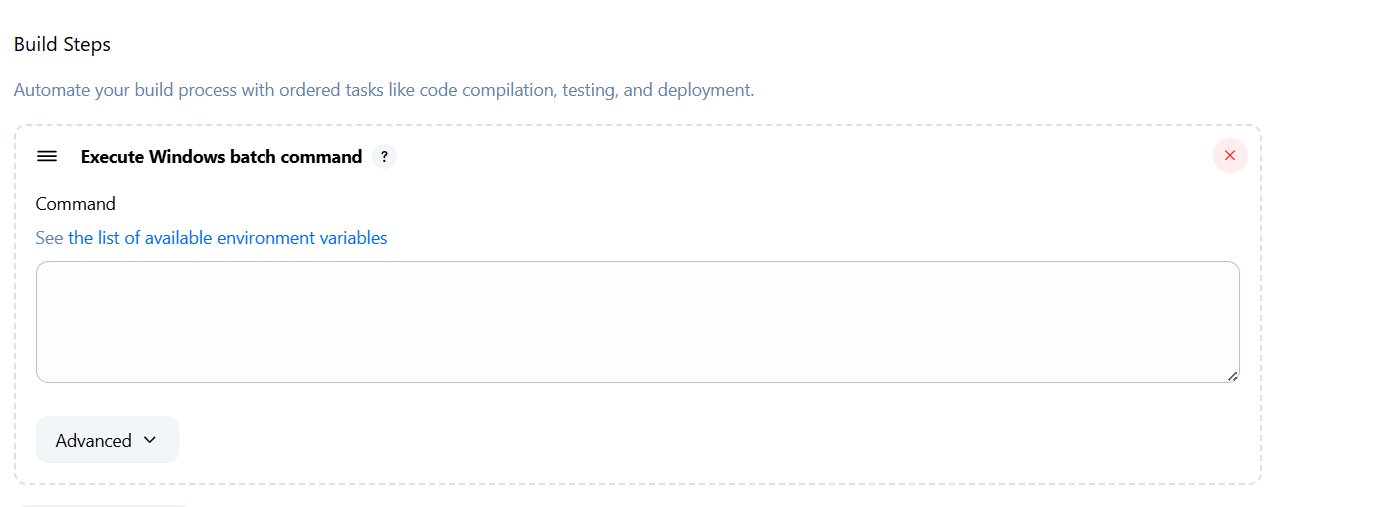 Build Steps
Automate your build process with ordered tasks like code compilation, testing, and deployment.
Execute Windows batch command ?
Command
See the list of available environment variables
Advanced